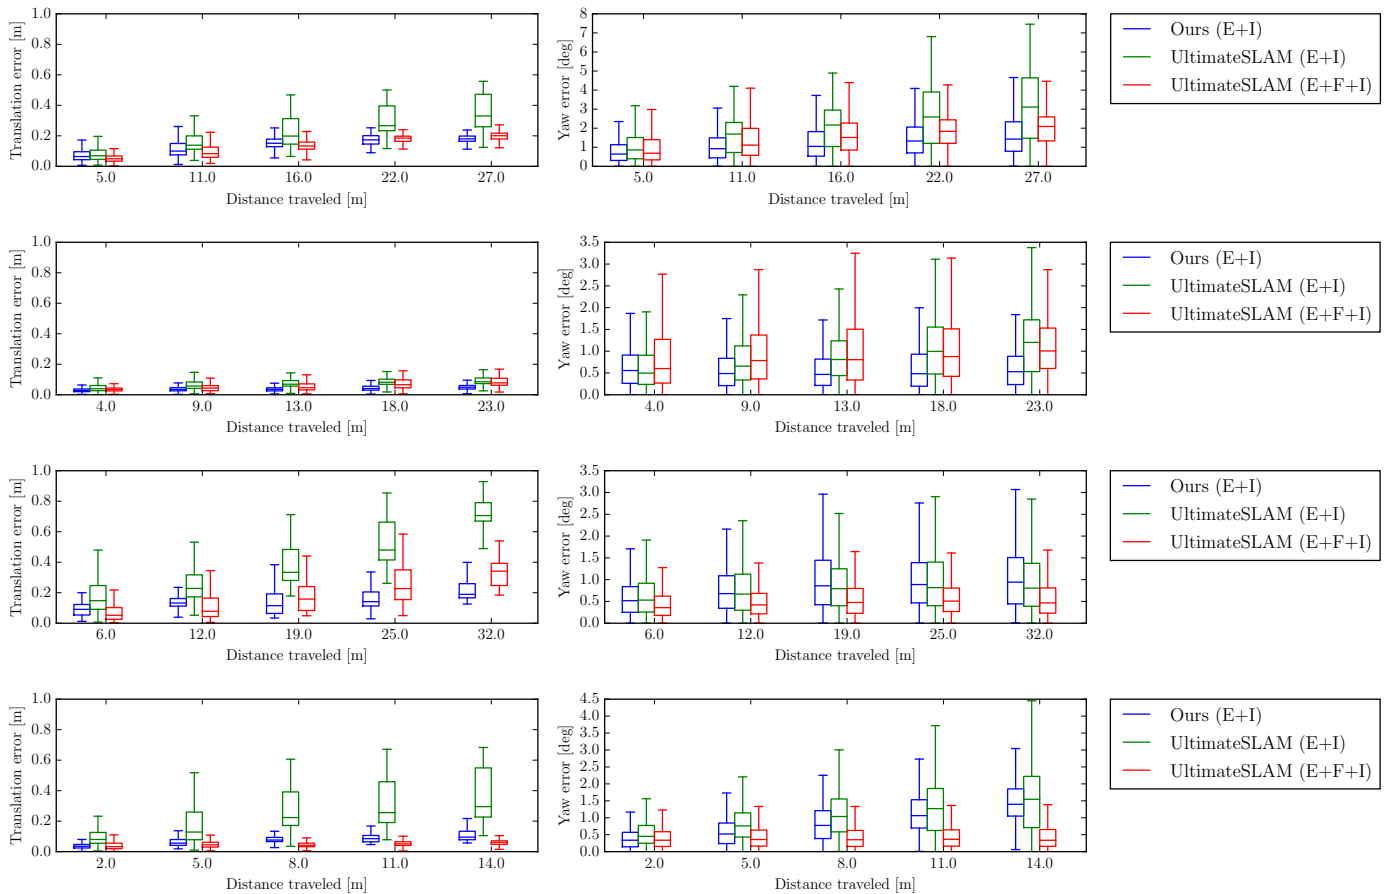 Translation error [m]
1.0
0.8
0.6
0.4
0.2
0.0
5.0 11.0 16.0 22.0 27.0
Distance traveled [m]
Yaw error [deg]
8
7
6
5
4
3
2
1
0
5.0 11.0 16.0 22.0 27.0
Distance traveled [m]
Ours (E+I)
UltimateSLAM (E+I)
UltimateSLAM (E+F+I)
Translation error [m]
1.0
0.8
0.6
0.4
0.2
0.0
4.0 9.0 13.0 18.0 23.0
Distance traveled [m]
Yaw error [deg]
3.5
3.0
2.5
2.0
1.5
1.0
0.5
0.0
4.0 9.0 13.0 18.0 23.0
Distance traveled [m]
Ours (E+I)
UltimateSLAM (E+I)
UltimateSLAM (E+F+I)
Translation error [m]
1.0
0.8
0.6
0.4
0.2
0.0
6.0 12.0 19.0 25.0 32.0
Distance traveled [m]
Yaw error [deg]
3.5
3.0
2.5
2.0
1.5
1.0
0.5
0.0
6.0 12.0 19.0 25.0 32.0
Distance traveled [m]
Ours (E+I)
UltimateSLAM (E+I)
UltimateSLAM (E+F+I)
Translation error [m]
1.0
0.8
0.6
0.4
0.2
0.0
2.0 5.0 8.0 11.0 14.0
Distance traveled [m]
Yaw error [deg]
4.5
4.0
3.5
3.0
2.5
2.0
1.5
1.0
0.5
0.0
2.0 5.0 8.0 11.0 14.0
Distance traveled [m]
Ours (E+I)
UltimateSLAM (E+I)
UltimateSLAM (E+F+I)